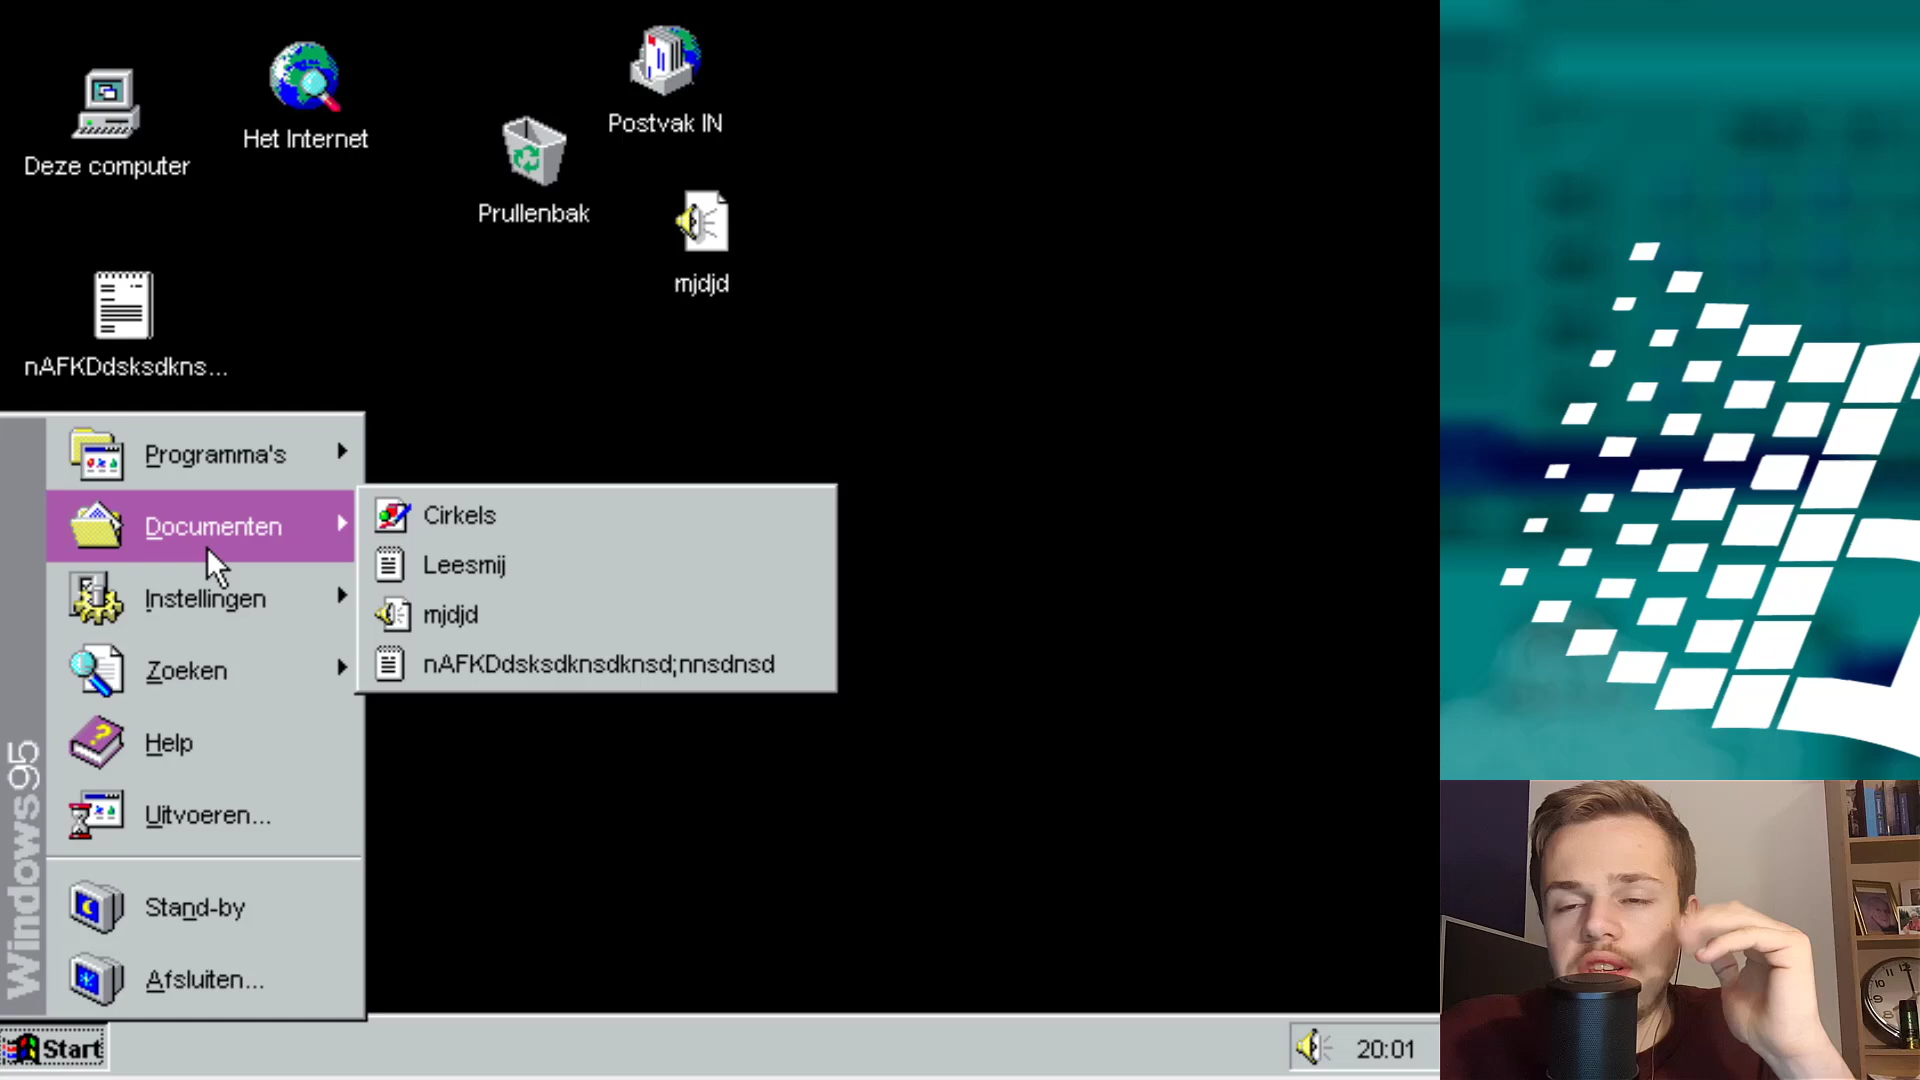 Deze computer
Het Internet
Postvak IN
Prullenbak
mjdjd
nAFKDdsksdkns...
Programma's
Documenten
Instellingen
Zoeken
Help
Uitvoeren...
Stand-by
Afsluiten...
Windows95
Cirkels
Leesmij
mjdjd
nAFKDdsksdknsdknsd;nnsdnsd
Start
20:01